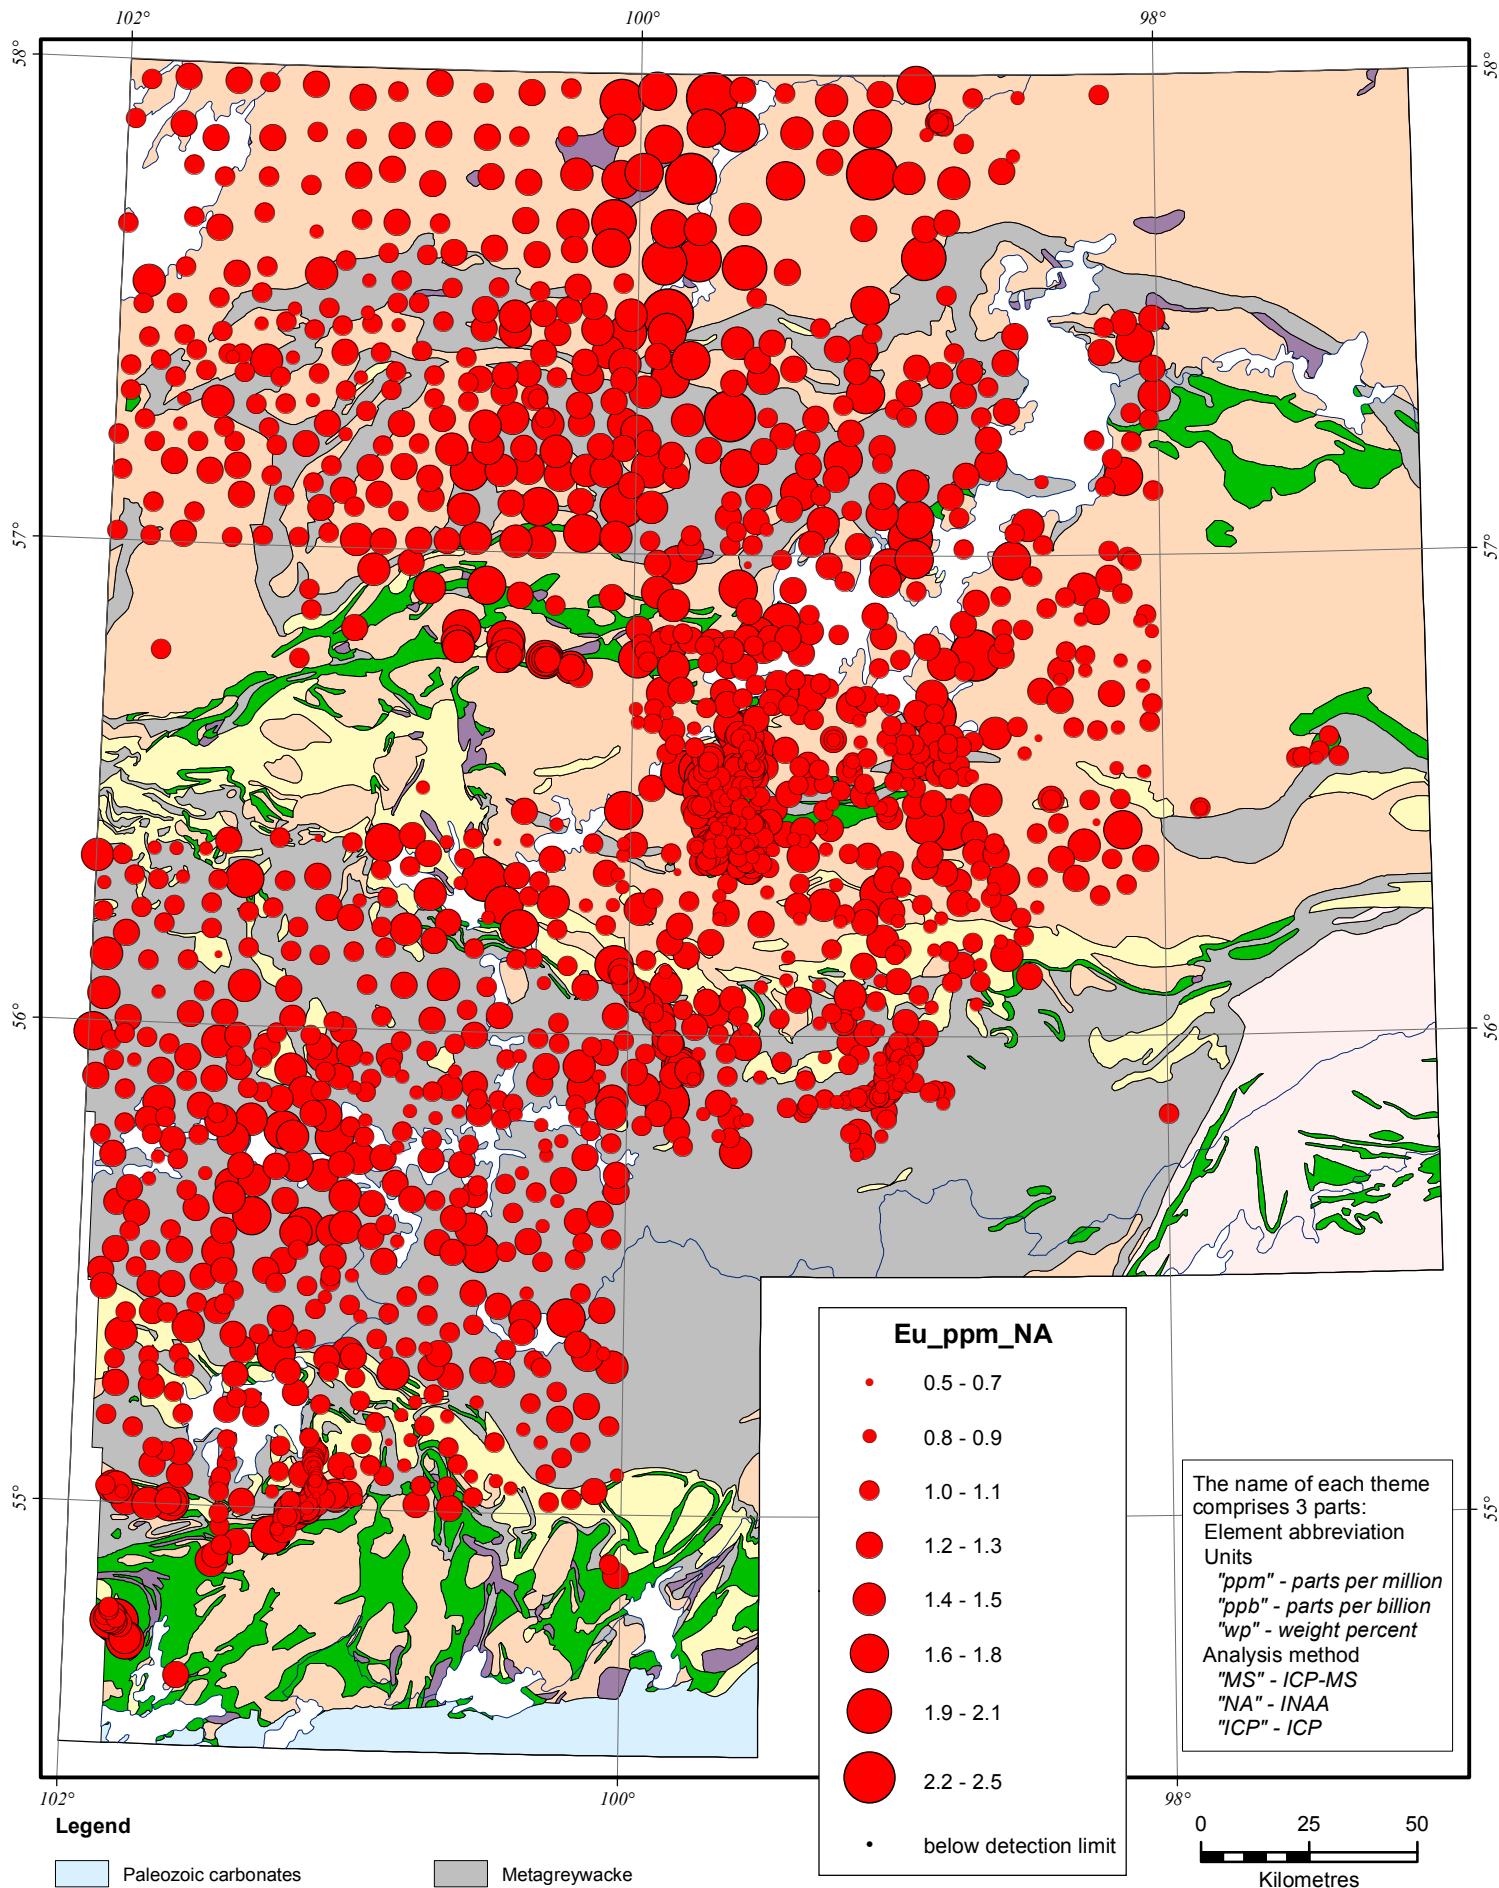 102°
100°
98°
58°
58°
57°
57°
56°
56°
55°
55°
Eu_ppm_NA
0.5 - 0.7
0.8 - 0.9
1.0 - 1.1
1.2 - 1.3
1.4 - 1.5
1.6 - 1.8
1.9 - 2.1
2.2 - 2.5
below detection limit
The name of each theme
comprises 3 parts:
Element abbreviation
Units
"ppm" - parts per million
"ppb" - parts per billion
"wp" - weight percent
Analysis method
"MS" - ICP-MS
"NA" - INAA
"ICP" - ICP
102°
100°
98°
Legend
Paleozoic carbonates
Metagreywacke
0 25 50
Kilometres